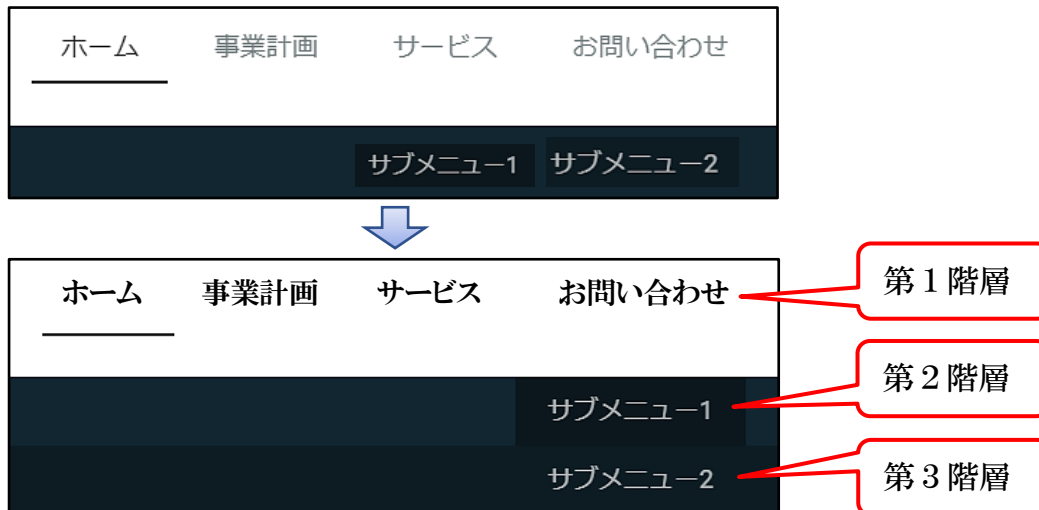 ホーム 事業計画 サービス お問い合わせ
サブメニュー1 サブメニュー2
ホーム 事業計画 サービス お問い合わせ
第1階層
第2階層
サブメニュー1
サブメニュー2
第3階層